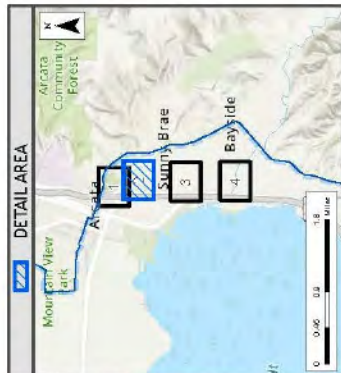 DETAIL AREA
Arcata
Community
Forest
N
Mountain View
Park
Arcata
1
Sunny Brae
3
Bayside
4
0 0.45 0.9 1.8
Miles